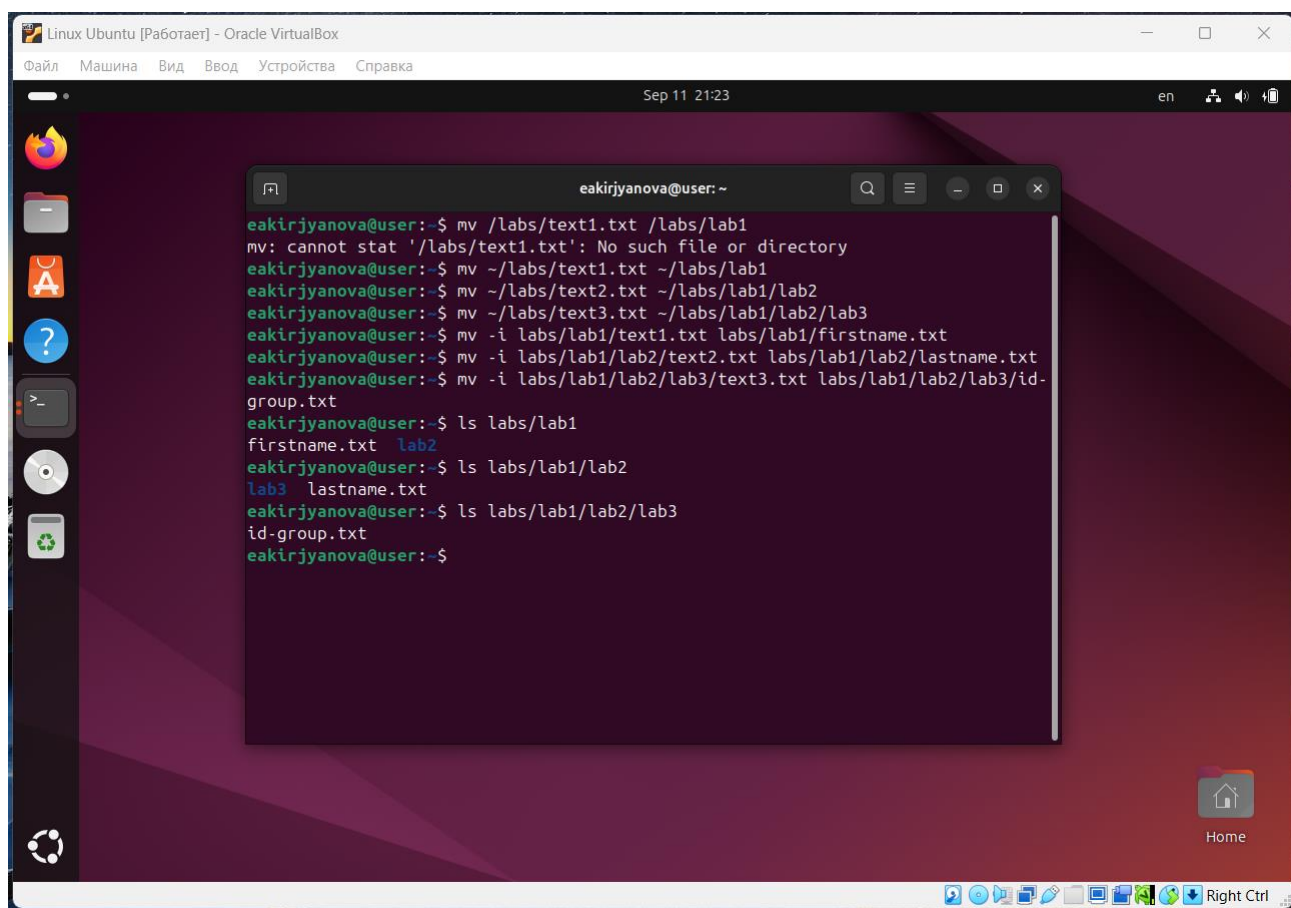 Linux Ubuntu [Работает] - Oracle VirtualBox
Файл Машина Вид Ввод Устройства Справка
Sep 11 21:23 en
eakirjyanova@user: ~
eakirjyanova@user:~$ mv /labs/text1.txt /labs/lab1
mv: cannot stat '/labs/text1.txt': No such file or directory
eakirjyanova@user:~$ mv ~/labs/text1.txt ~/labs/lab1
eakirjyanova@user:~$ mv ~/labs/text2.txt ~/labs/lab1/lab2
eakirjyanova@user:~$ mv ~/labs/text3.txt ~/labs/lab1/lab2/lab3
eakirjyanova@user:~$ mv -i labs/lab1/text1.txt labs/lab1/firstname.txt
eakirjyanova@user:~$ mv -i labs/lab1/lab2/text2.txt labs/lab1/lab2/lastname.txt
eakirjyanova@user:~$ mv -i labs/lab1/lab2/lab3/text3.txt labs/lab1/lab2/lab3/id-
group.txt
eakirjyanova@user:~$ ls labs/lab1
firstname.txt lab2
eakirjyanova@user:~$ ls labs/lab1/lab2
lab3 lastname.txt
eakirjyanova@user:~$ ls labs/lab1/lab2/lab3
id-group.txt
eakirjyanova@user:~$
Home
Right Ctrl